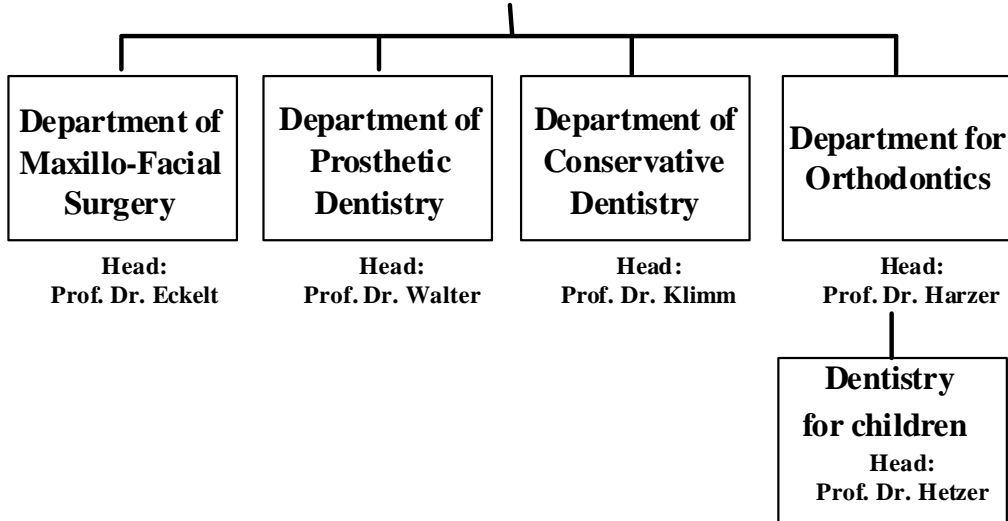 Department of
Maxillo-Facial
Surgery
Head:
Prof. Dr. Eckelt
Department of
Prosthetic
Dentistry
Head:
Prof. Dr. Walter
Department of
Conservative
Dentistry
Head:
Prof. Dr. Klimm
Department for
Orthodontics
Head:
Prof. Dr. Harzer
Dentistry
for children
Head:
Prof. Dr. Hetzer